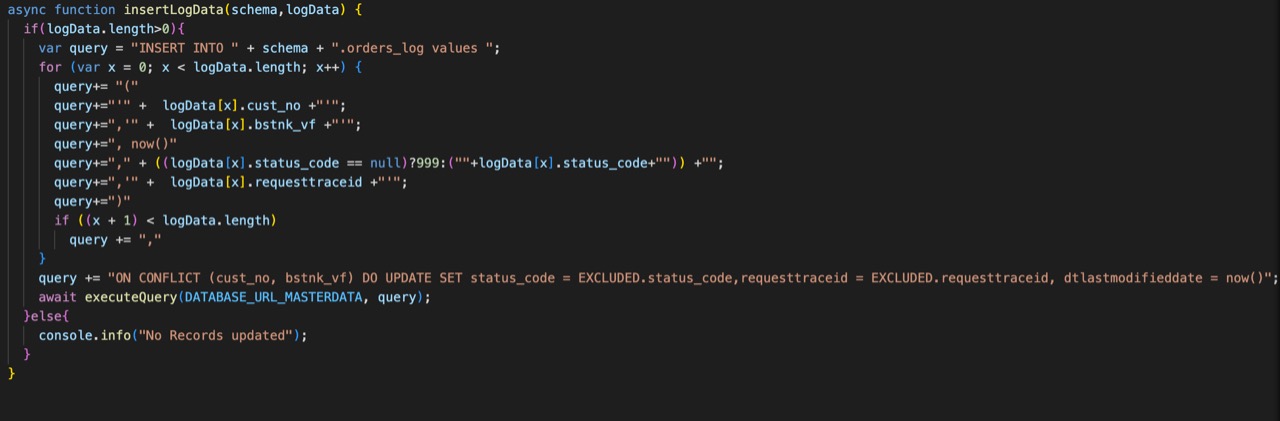 async function insertLogData(schema,logData) {
if(logData.length>0){
var query = "INSERT INTO " + schema + ".orders_log values ";
for (var x = 0; x < logData.length; x++) {
query+= "("
query+="'" +  logData[x].cust_no +"'";
query+=",'" +  logData[x].bstnk_vf +"'";
query+=", now()"
query+="," + ((logData[x].status_code == null)?999:(""+logData[x].status_code+"")) +"";
query+=",'" +  logData[x].requesttraceid +"'";
query+=")"
if ((x + 1) < logData.length)
query += ","
}
query += "ON CONFLICT (cust_no, bstnk_vf) DO UPDATE SET status_code = EXCLUDED.status_code,requesttraceid = EXCLUDED.requesttraceid, dtlastmodifieddate = now()";
await executeQuery(DATABASE_URL_MASTERDATA, query);
}else{
console.info("No Records updated");
}
}